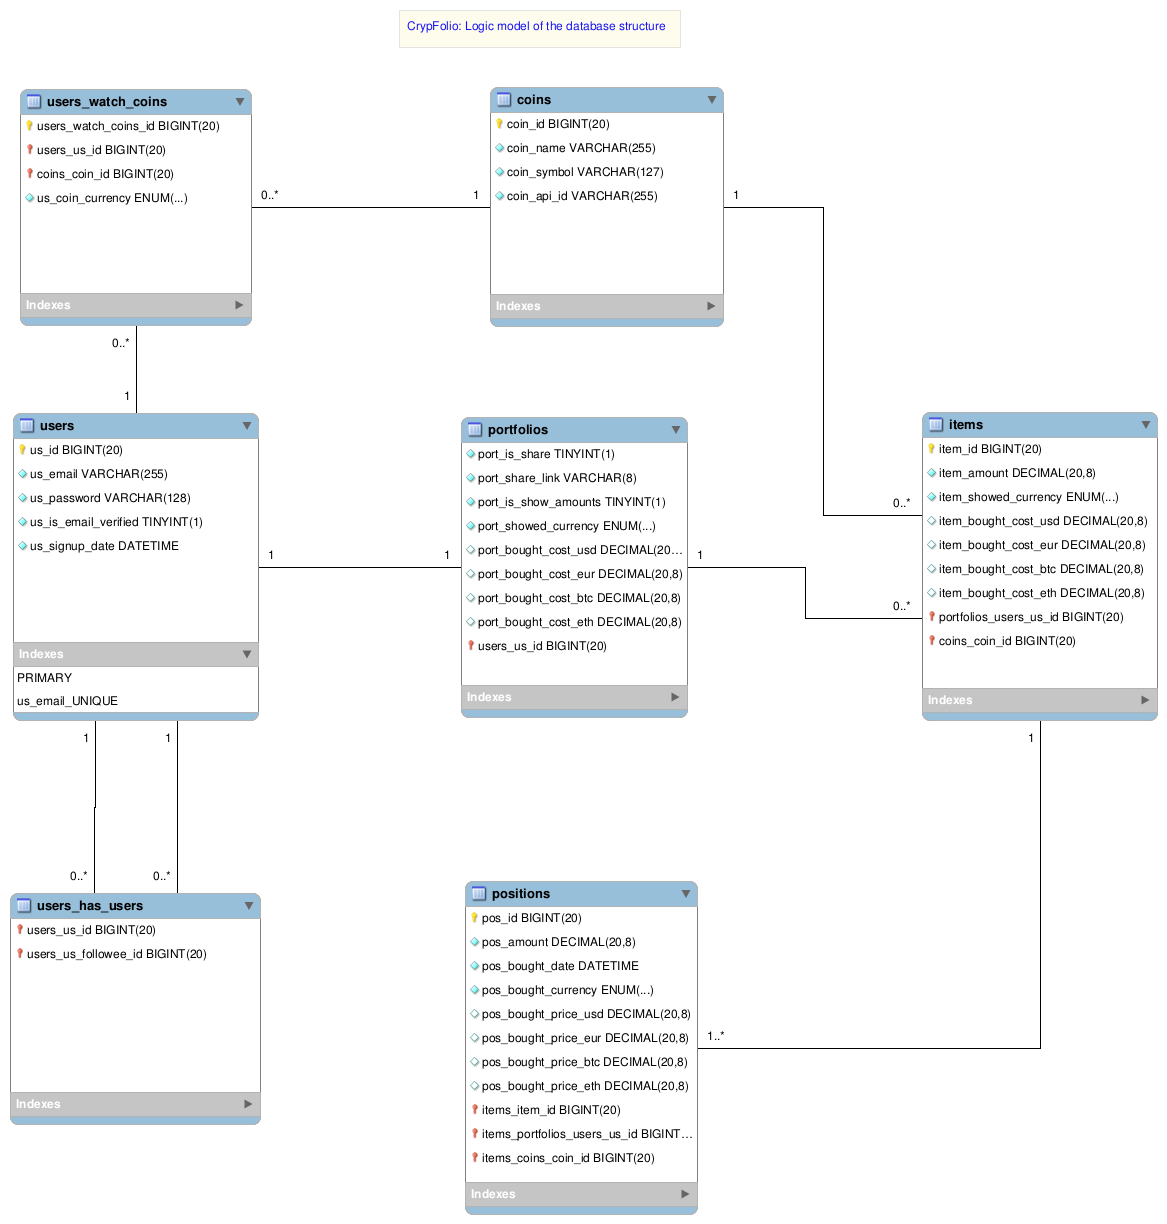 CrypFolio: Logic model of the database structure
users_watch_coins
users_watch_coins_id BIGINT(20)
users_us_id BIGINT(20)
coins_coin_id BIGINT(20)
us_coin_currency ENUM(...)
Indexes
0..*
1
coins
coin_id BIGINT(20)
coin_name VARCHAR(255)
coin_symbol VARCHAR(127)
coin_api_id VARCHAR(255)
Indexes
1
0..*
0..*
1
users
us_id BIGINT(20)
us_email VARCHAR(255)
us_password VARCHAR(128)
us_is_email_verified TINYINT(1)
us_signup_date DATETIME
Indexes
PRIMARY
us_email_UNIQUE
1
1
portfolios
port_is_share TINYINT(1)
port_share_link VARCHAR(8)
port_is_show_amounts TINYINT(1)
port_showed_currency ENUM(...)
port_bought_cost_usd DECIMAL(20...
port_bought_cost_eur DECIMAL(20,8)
port_bought_cost_btc DECIMAL(20,8)
port_bought_cost_eth DECIMAL(20,8)
users_us_id BIGINT(20)
Indexes
1
0..*
items
item_id BIGINT(20)
item_amount DECIMAL(20,8)
item_showed_currency ENUM(...)
item_bought_cost_usd DECIMAL(20,8)
item_bought_cost_eur DECIMAL(20,8)
item_bought_cost_btc DECIMAL(20,8)
item_bought_cost_eth DECIMAL(20,8)
portfolios_users_us_id BIGINT(20)
coins_coin_id BIGINT(20)
Indexes
1
1
1
0..*
0..*
users_has_users
users_us_id BIGINT(20)
users_us_followee_id BIGINT(20)
Indexes
positions
pos_id BIGINT(20)
pos_amount DECIMAL(20,8)
pos_bought_date DATETIME
pos_bought_currency ENUM(...)
pos_bought_price_usd DECIMAL(20,8)
pos_bought_price_eur DECIMAL(20,8)
pos_bought_price_btc DECIMAL(20,8)
pos_bought_price_eth DECIMAL(20,8)
items_item_id BIGINT(20)
items_portfolios_users_us_id BIGINT...
items_coins_coin_id BIGINT(20)
Indexes
1..*